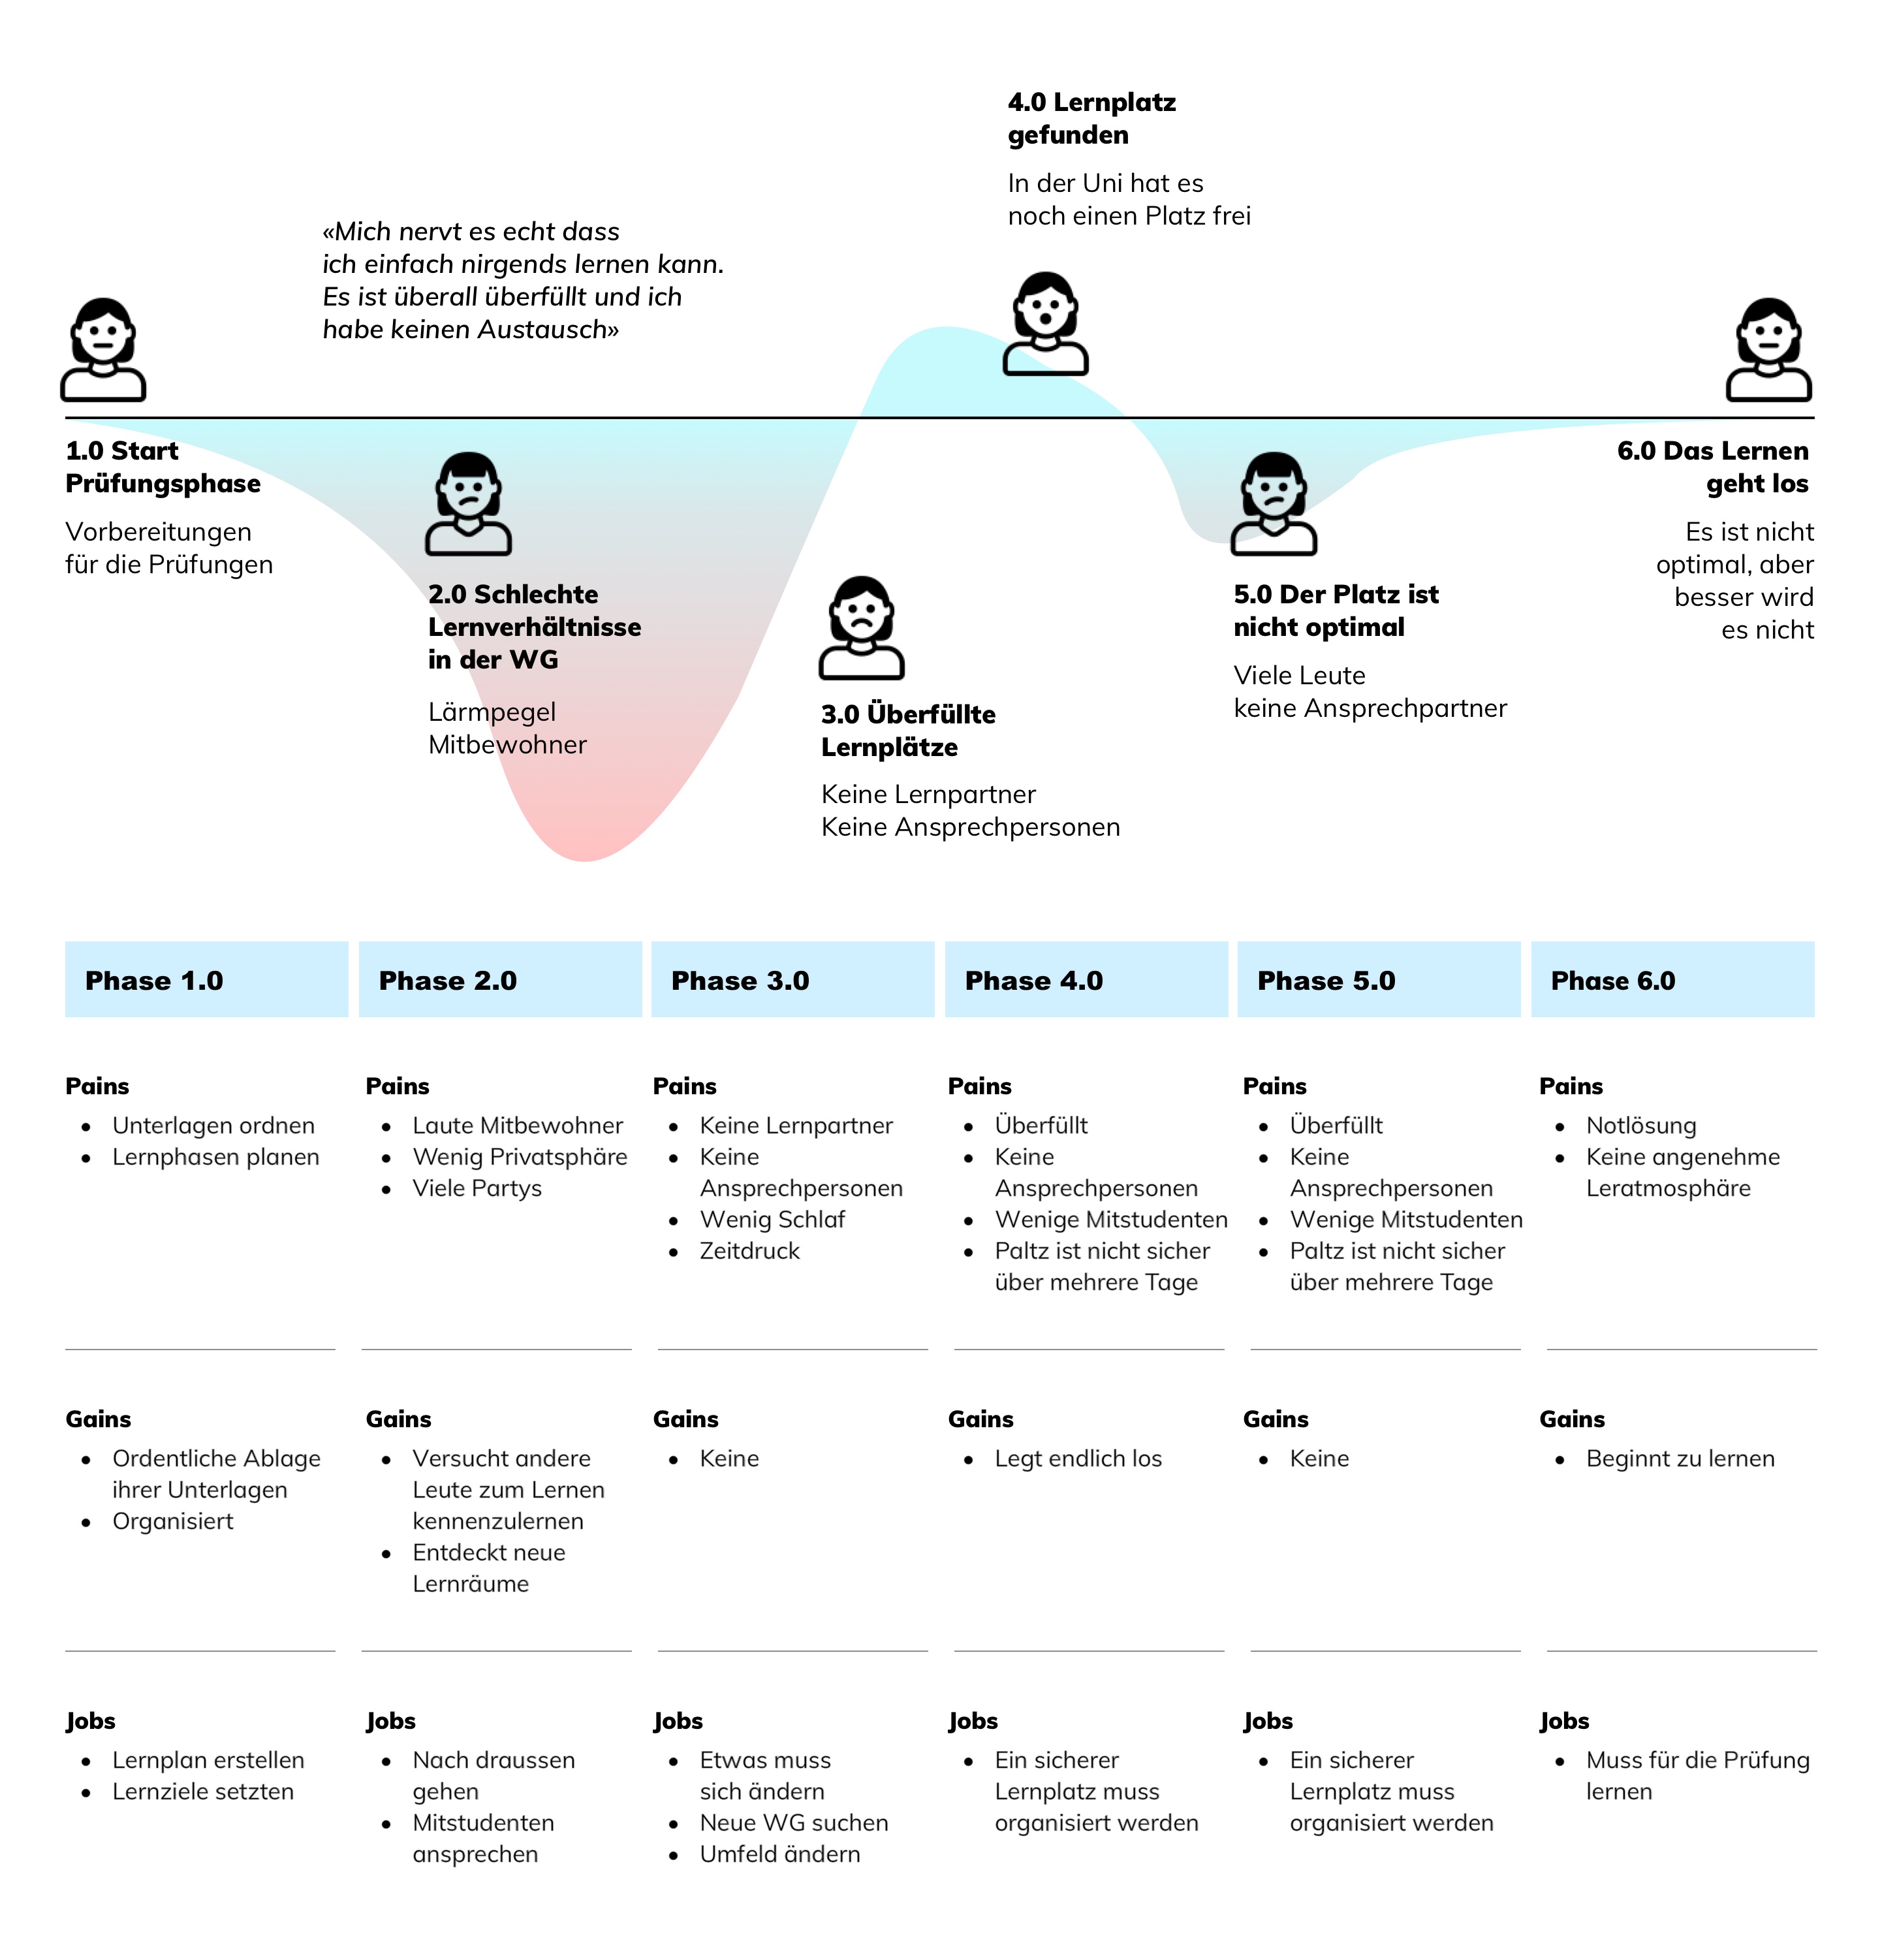 4.0 Lernplatz
gefunden
In der Uni hat es
noch einen Platz frei
«Mich nervt es echt dass
ich einfach nirgends lernen kann.
Es ist überall überfüllt und ich
habe keinen Austausch»
1.0 Start
Prüfungsphase
Vorbereitungen
für die Prüfungen
2.0 Schlechte
Lernverhältnisse
in der WG
Lärmpegel
Mitbewohner
3.0 Überfüllte
Lernplätze
Keine Lernpartner
Keine Ansprechpersonen
5.0 Der Platz ist
nicht optimal
Viele Leute
keine Ansprechpartner
6.0 Das Lernen
geht los
Es ist nicht
optimal, aber
besser wird
es nicht
Phase 1.0
Phase 2.0
Phase 3.0
Phase 4.0
Phase 5.0
Phase 6.0
Pains
• Unterlagen ordnen
• Lernphasen planen
Pains
• Laute Mitbewohner
• Wenig Privatsphäre
• Viele Partys
Pains
• Keine Lernpartner
• Keine
Ansprechpersonen
• Wenig Schlaf
• Zeitdruck
Pains
• Überfüllt
• Keine
Ansprechpersonen
• Wenige Mitstudenten
• Paltz ist nicht sicher
über mehrere Tage
Pains
• Überfüllt
• Keine
Ansprechpersonen
• Wenige Mitstudenten
• Paltz ist nicht sicher
über mehrere Tage
Pains
• Notlösung
• Keine angenehme
Leratmosphäre
Gains
• Ordentliche Ablage
ihrer Unterlagen
• Organisiert
Gains
• Versucht andere
Leute zum Lernen
kennenzulernen
• Entdeckt neue
Lernräume
Gains
• Keine
Gains
• Legt endlich los
Gains
• Keine
Gains
• Beginnt zu lernen
Jobs
• Lernplan erstellen
• Lernziele setzten
Jobs
• Nach draussen
gehen
• Mitstudenten
ansprechen
Jobs
• Etwas muss
sich ändern
• Neue WG suchen
• Umfeld ändern
Jobs
• Ein sicherer
Lernplatz muss
organisiert werden
Jobs
• Ein sicherer
Lernplatz muss
organisiert werden
Jobs
• Muss für die Prüfung
lernen